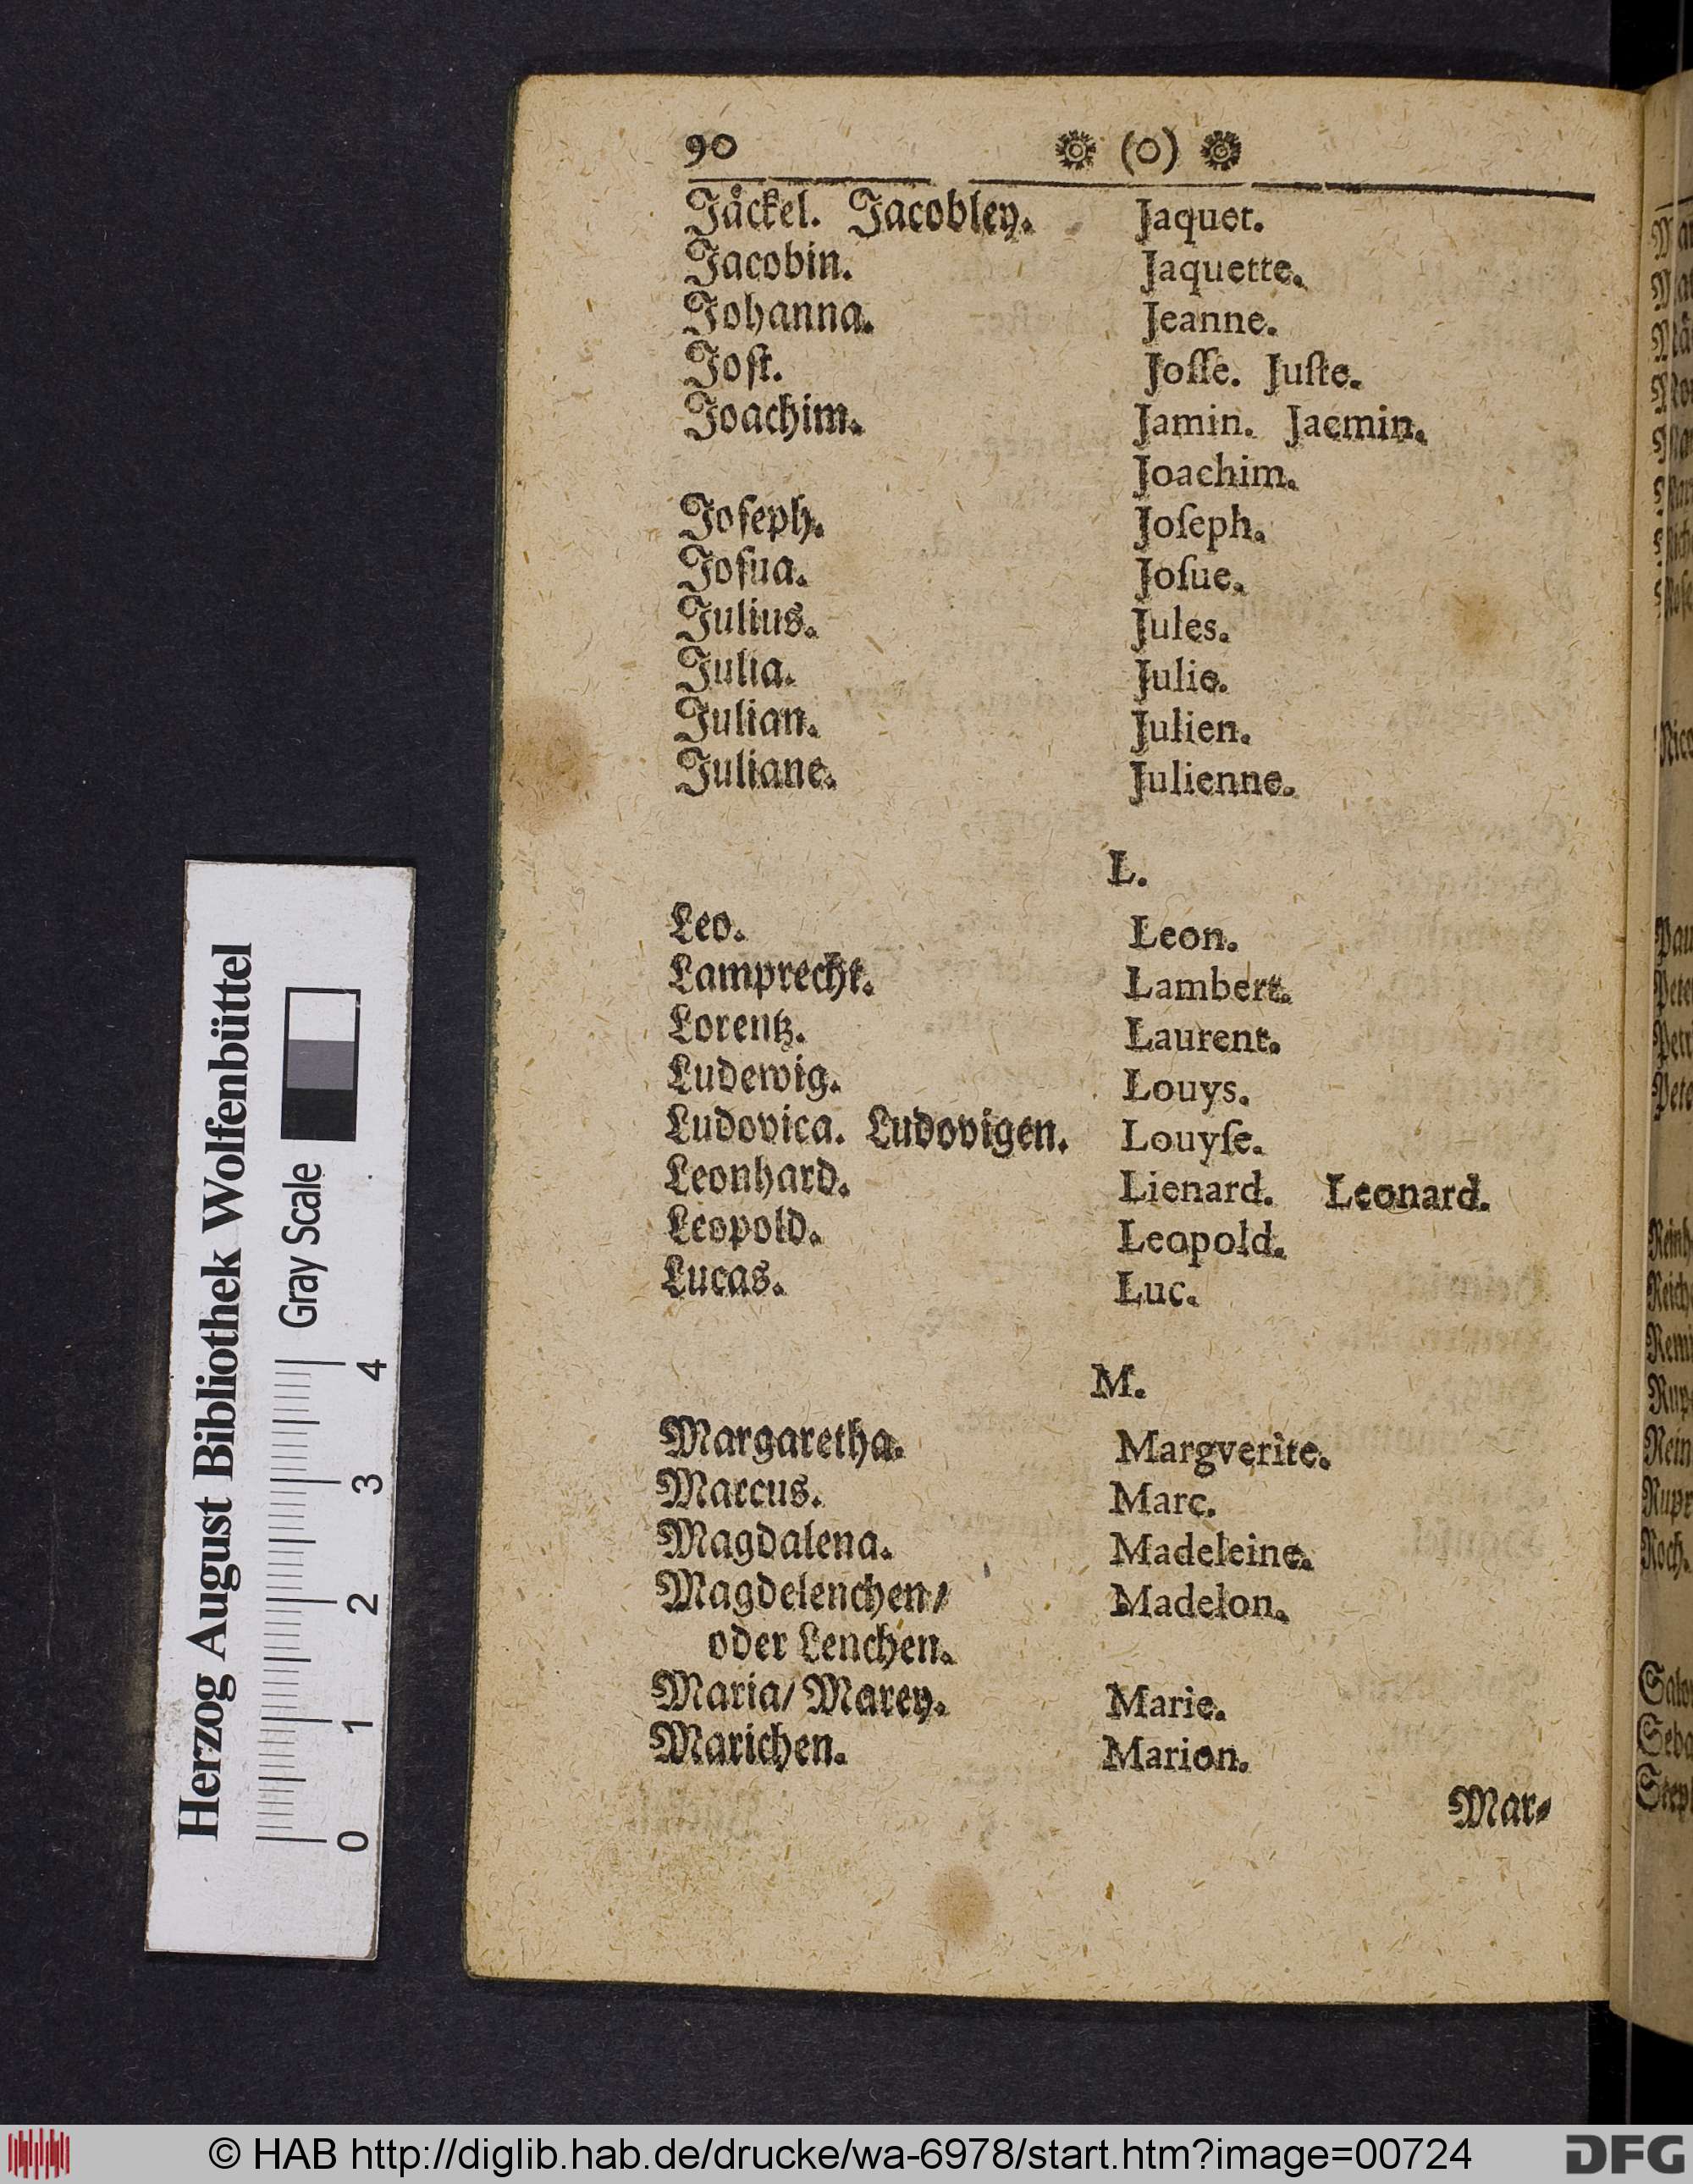 90 (o)
Jäckel. Jacobley. Jaquet.
Jacobin. Jaquette.
Johanna. Jeanne.
Joſt. Joſſe. Juſte.
Joachim. Jamin. Jaemin.
Joachim.
Joſeph. Joſeph.
Joſua. Joſue.
Julius. Jules.
Julia. Julie.
Julian. Julien.
Juliane. Julienne.
L.
Leo. Leon.
Lamprecht. Lambert.
Lorentz. Laurent.
Ludewig. Louys.
Ludovica. Ludovigen. Louyſe.
Leonhard. Lienard. Leonard.
Leopold. Leopold.
Lucas. Luc.
M.
Margaretha. Margverite.
Marcus. Marc.
Magdalena. Madeleine.
Magdelenchen/ Madelon.
oder Lenchen.
Maria/ Marey. Marie.
Marichen. Marion.
Mar⸗
Herzog August Bibliothek Wolfenbüttel
Gray Scale
0 1 2 3 4
© HAB http://diglib.hab.de/drucke/wa-6978/start.htm?image=00724
DFG